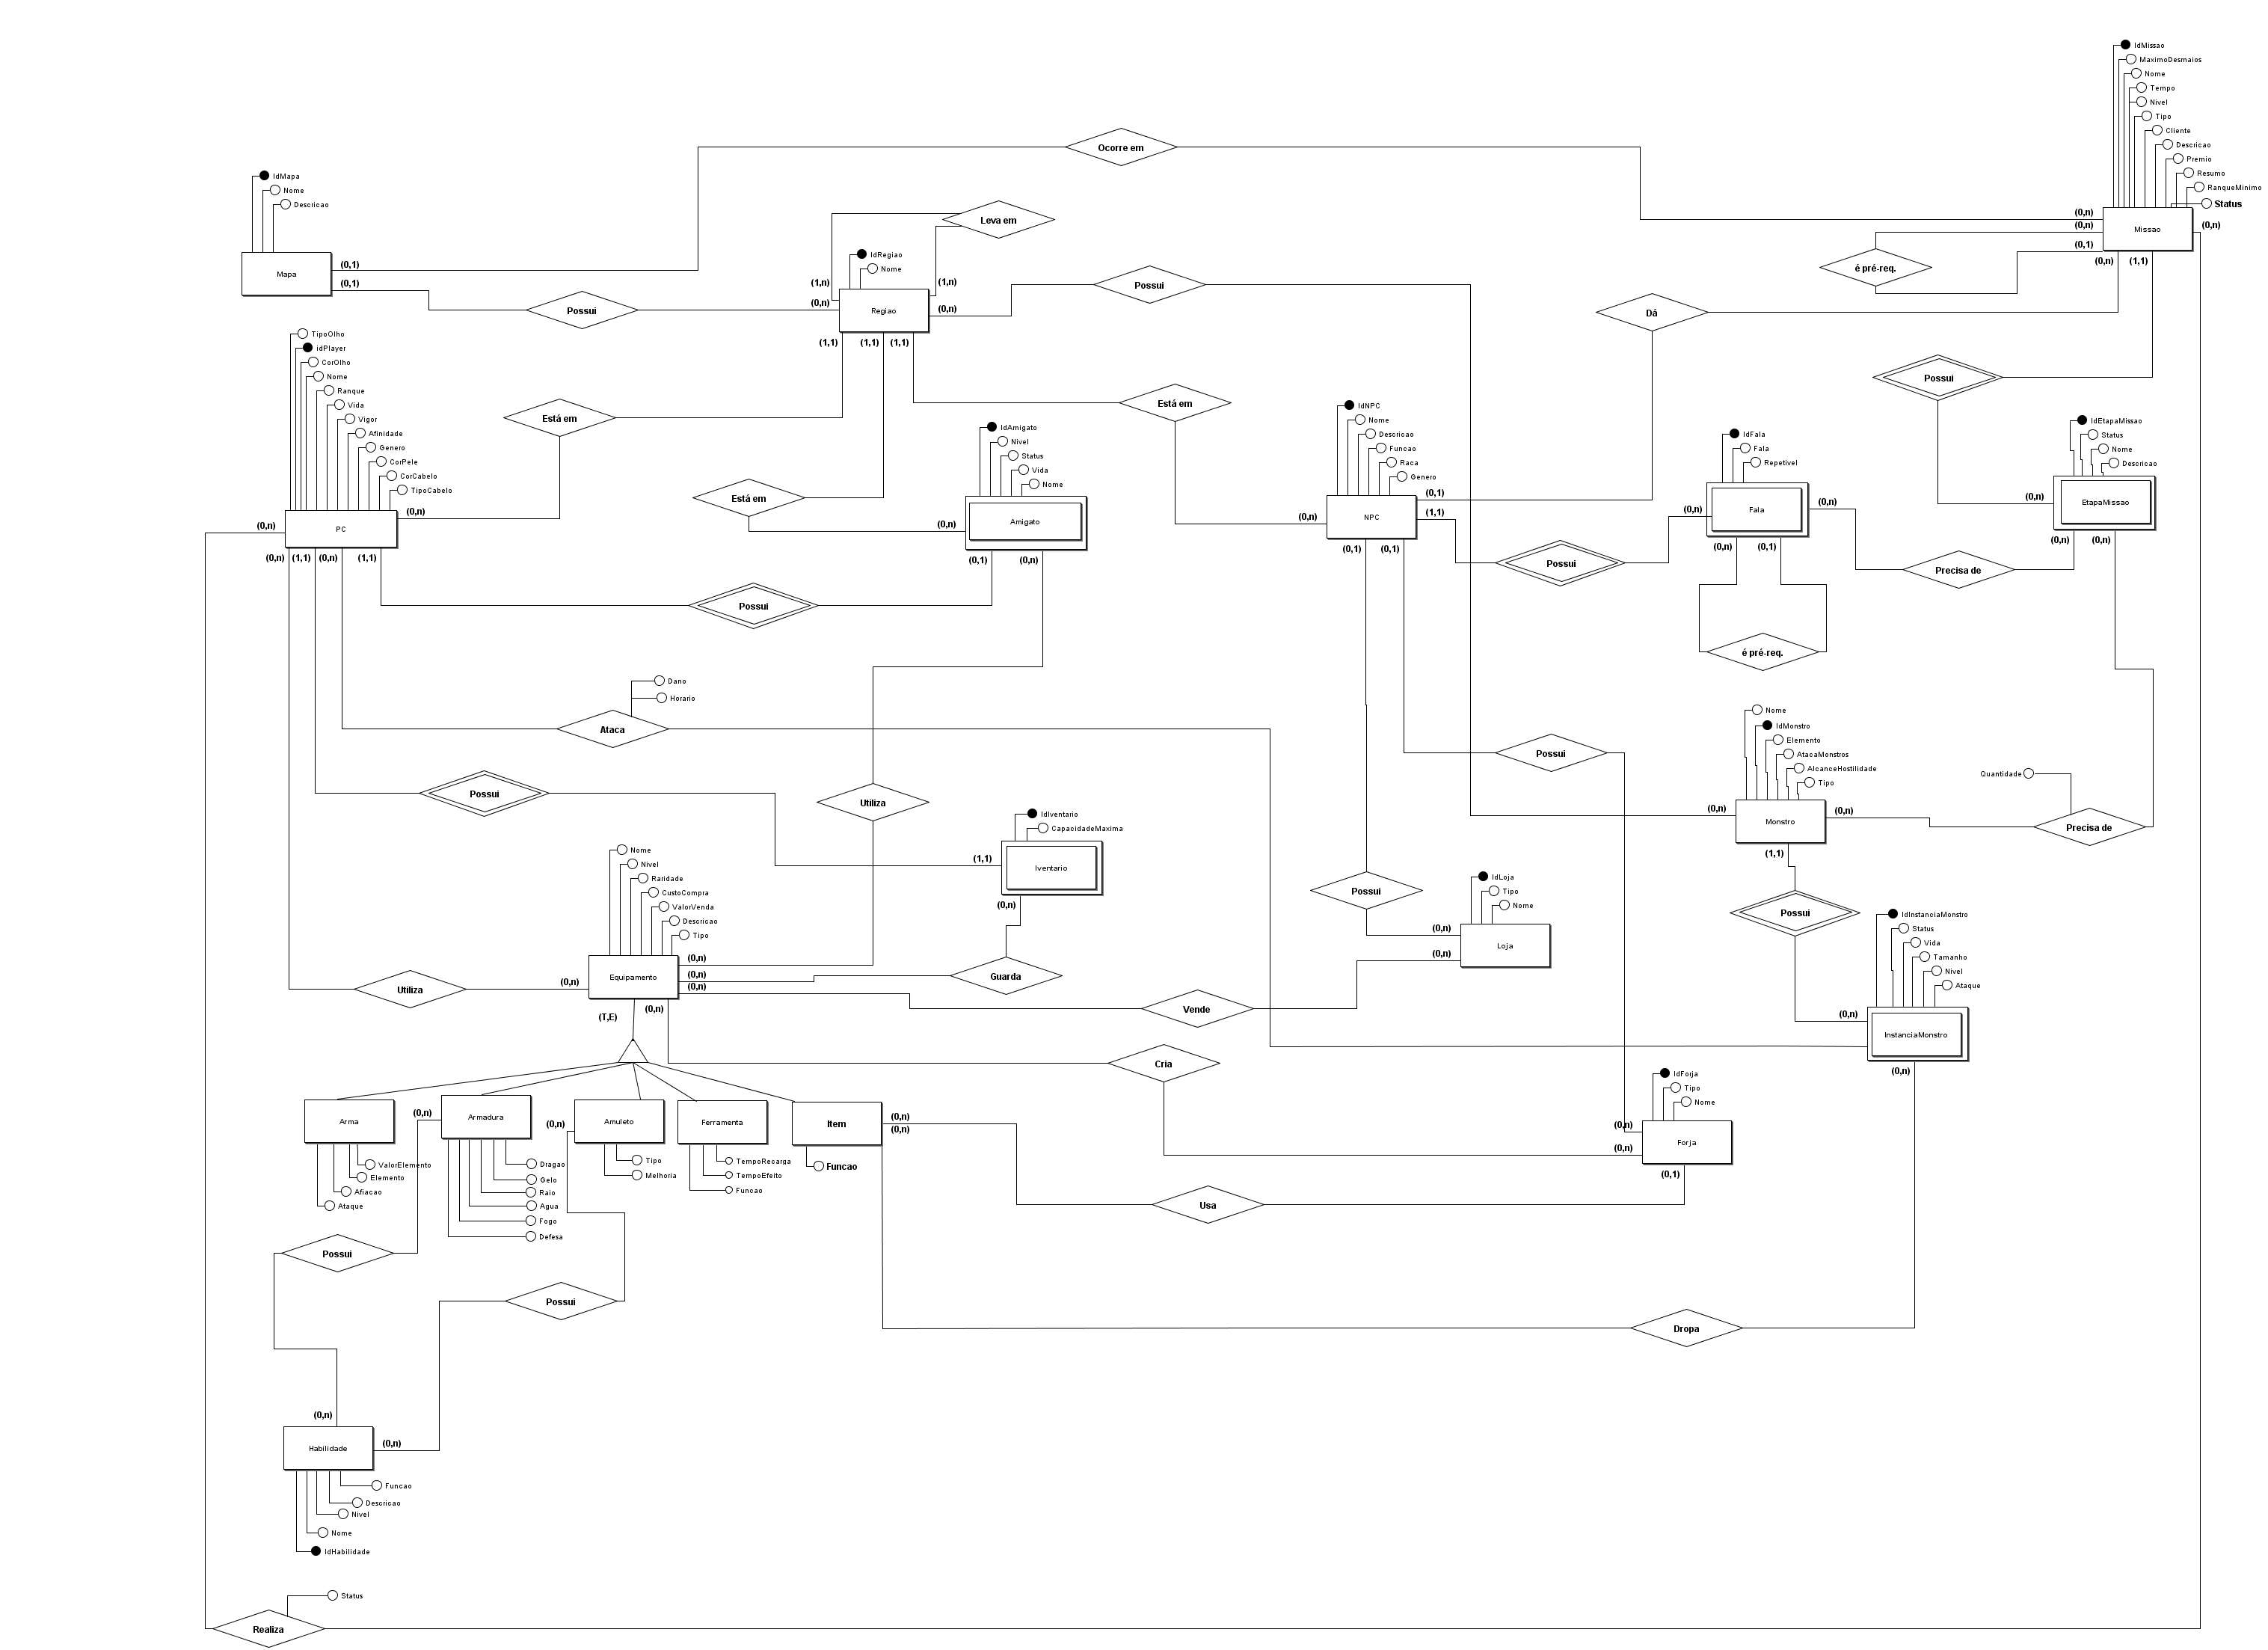 IdMissao
MaximoDesmaios
Nome
Tempo
Nivel
Tipo
Cliente
Descricao
Premio
Resumo
RanqueMinimo
Status
Missao
(0,n)
(0,n)
(0,n)
(0,1)
(0,n)
(1,1)
é pré-req.
Ocorre em
IdMapa
Nome
Descricao
Mapa
(0,1)
(0,1)
Possui
Leva em
IdRegiao
Nome
Regiao
(1,n)
(1,n)
(0,n)
(0,n)
(1,1)
(1,1)
(1,1)
Possui
Dá
TipoOlho
idPlayer
CorOlho
Nome
Ranque
Vida
Vigor
Afinidade
Genero
CorPele
CorCabelo
TipoCabelo
PC
(0,n)
(0,n)
(0,n)
(1,1)
(0,n)
(1,1)
Está em
Está em
Está em
IdAmigato
Nivel
Status
Vida
Nome
Amigato
(0,n)
(0,1)
(0,n)
Possui
IdNPC
Nome
Descricao
Funcao
Raca
Genero
NPC
(0,n)
(0,1)
(1,1)
(0,1)
(0,1)
Possui
IdFala
Fala
Repetivel
Fala
(0,n)
(0,n)
(0,n)
(0,1)
é pré-req.
Possui
IdEtapaMissao
Status
Nome
Descricao
EtapaMissao
(0,n)
(0,n)
(0,n)
Precisa de
Dano
Horario
Ataca
Possui
Utiliza
Possui
Nome
IdMonstro
Elemento
AtacaMonstros
AlcanceHostilidade
Tipo
Monstro
(0,n)
(0,n)
(1,1)
Quantidade
Precisa de
IdIventario
CapacidadeMaxima
Iventario
(1,1)
(0,n)
Guarda
Nome
Nivel
Raridade
CustoCompra
ValorVenda
Descricao
Tipo
Equipamento
(0,n)
(0,n)
(0,n)
(0,n)
(0,n)
(T,E)
Utiliza
Possui
IdLoja
Tipo
Nome
Loja
(0,n)
(0,n)
Vende
Possui
IdInstanciaMonstro
Status
Vida
Tamanho
Nivel
Ataque
InstanciaMonstro
(0,n)
(0,n)
Cria
IdForja
Tipo
Nome
Forja
(0,n)
(0,n)
(0,1)
Usa
Arma
ValorElemento
Elemento
Afiacao
Ataque
Armadura
(0,n)
Dragao
Gelo
Raio
Agua
Fogo
Defesa
Amuleto
(0,n)
Tipo
Melhoria
Ferramenta
TempoRecarga
TempoEfeito
Funcao
Item
(0,n)
(0,n)
Funcao
Possui
Possui
Dropa
(0,n)
Habilidade
(0,n)
Funcao
Descricao
Nivel
Nome
IdHabilidade
Status
Realiza